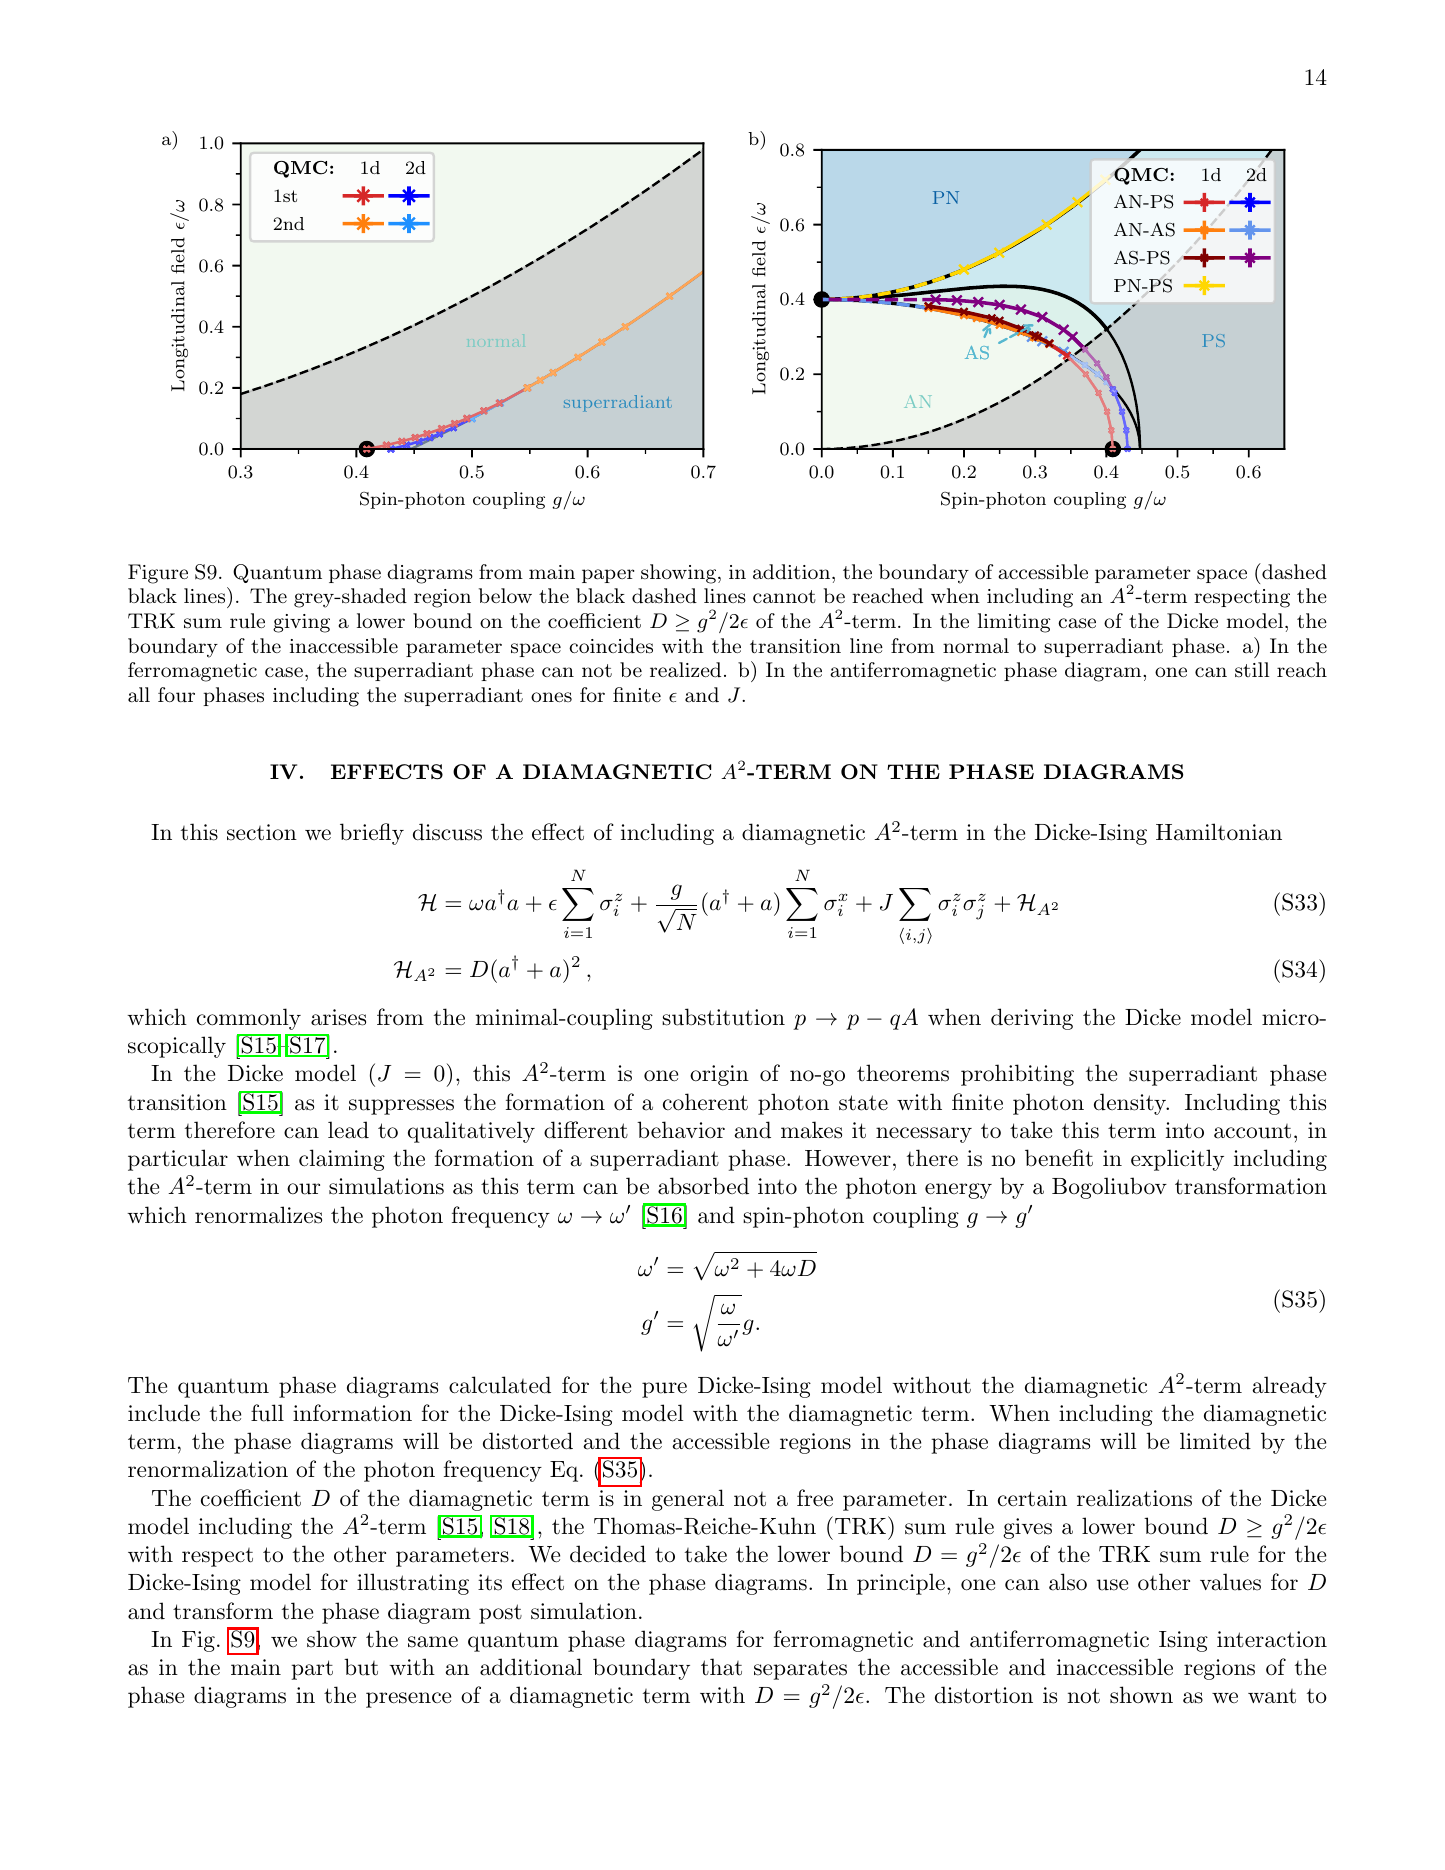 14
a)
1.0
0.8
0.6
0.4
0.2
0.0
Longitudinal field ϵ/ω
QMC: 1d 2d
1st
2nd
normal
superradiant
0.3 0.4 0.5 0.6 0.7
Spin-photon coupling g/ω
b)
0.8
0.6
0.4
0.2
0.0
Longitudinal field ϵ/ω
QMC: 1d 2d
AN-PS
AN-AS
AS-PS
PN-PS
PN
PS
AS
AN
0.0 0.1 0.2 0.3 0.4 0.5 0.6
Spin-photon coupling g/ω
Figure S9. Quantum phase diagrams from main paper showing, in addition, the boundary of accessible parameter space (dashed
black lines). The grey-shaded region below the black dashed lines cannot be reached when including an A²-term respecting the
TRK sum rule giving a lower bound on the coefficient D ≥ g²/2ϵ of the A²-term. In the limiting case of the Dicke model, the
boundary of the inaccessible parameter space coincides with the transition line from normal to superradiant phase. a) In the
ferromagnetic case, the superradiant phase can not be realized. b) In the antiferromagnetic phase diagram, one can still reach
all four phases including the superradiant ones for finite ϵ and J.
IV. EFFECTS OF A DIAMAGNETIC A²-TERM ON THE PHASE DIAGRAMS
In this section we briefly discuss the effect of including a diamagnetic A²-term in the Dicke-Ising Hamiltonian
ℋ = ωa†a + ϵ ∑_{i=1}^{N} σ_i^z + g/√N (a† + a) ∑_{i=1}^{N} σ_i^x + J ∑_{⟨i,j⟩} σ_i^z σ_j^z + ℋ_{A²} (S33)
ℋ_{A²} = D(a† + a)² , (S34)
which commonly arises from the minimal-coupling substitution p → p − qA when deriving the Dicke model micro-
scopically [S15–S17].
In the Dicke model (J = 0), this A²-term is one origin of no-go theorems prohibiting the superradiant phase
transition [S15] as it suppresses the formation of a coherent photon state with finite photon density. Including this
term therefore can lead to qualitatively different behavior and makes it necessary to take this term into account, in
particular when claiming the formation of a superradiant phase. However, there is no benefit in explicitly including
the A²-term in our simulations as this term can be absorbed into the photon energy by a Bogoliubov transformation
which renormalizes the photon frequency ω → ω′ [S16] and spin-photon coupling g → g′
ω′ = √(ω² + 4ωD)
g′ = √(ω/ω′) g. (S35)
The quantum phase diagrams calculated for the pure Dicke-Ising model without the diamagnetic A²-term already
include the full information for the Dicke-Ising model with the diamagnetic term. When including the diamagnetic
term, the phase diagrams will be distorted and the accessible regions in the phase diagrams will be limited by the
renormalization of the photon frequency Eq. (S35).
The coefficient D of the diamagnetic term is in general not a free parameter. In certain realizations of the Dicke
model including the A²-term [S15, S18], the Thomas-Reiche-Kuhn (TRK) sum rule gives a lower bound D ≥ g²/2ϵ
with respect to the other parameters. We decided to take the lower bound D = g²/2ϵ of the TRK sum rule for the
Dicke-Ising model for illustrating its effect on the phase diagrams. In principle, one can also use other values for D
and transform the phase diagram post simulation.
In Fig. S9, we show the same quantum phase diagrams for ferromagnetic and antiferromagnetic Ising interaction
as in the main part but with an additional boundary that separates the accessible and inaccessible regions of the
phase diagrams in the presence of a diamagnetic term with D = g²/2ϵ. The distortion is not shown as we want to